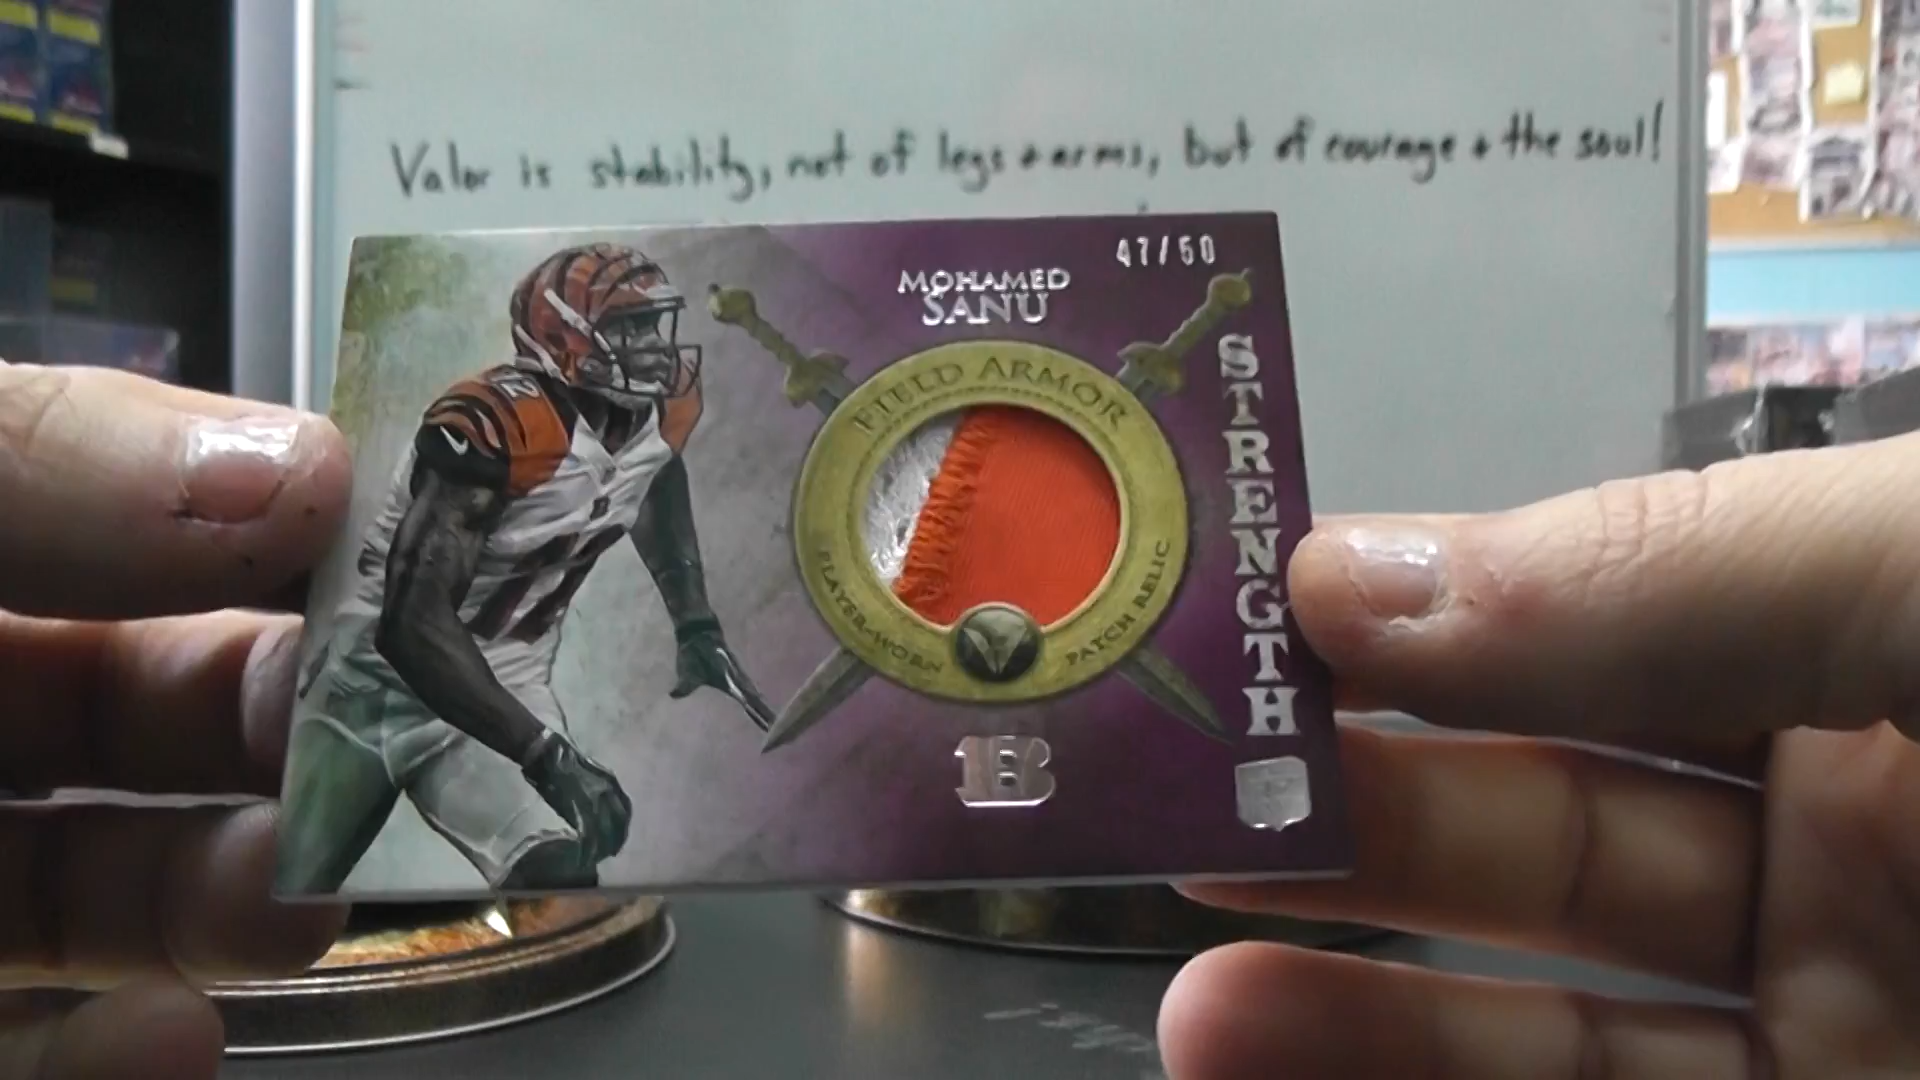 Valor is stability, not of legs + arms, but of courage + the soul!
47/50
MOHAMED
SANU
FIELD ARMOR
PLAYER-WORN PATCH RELIC
STRENGTH
12
B